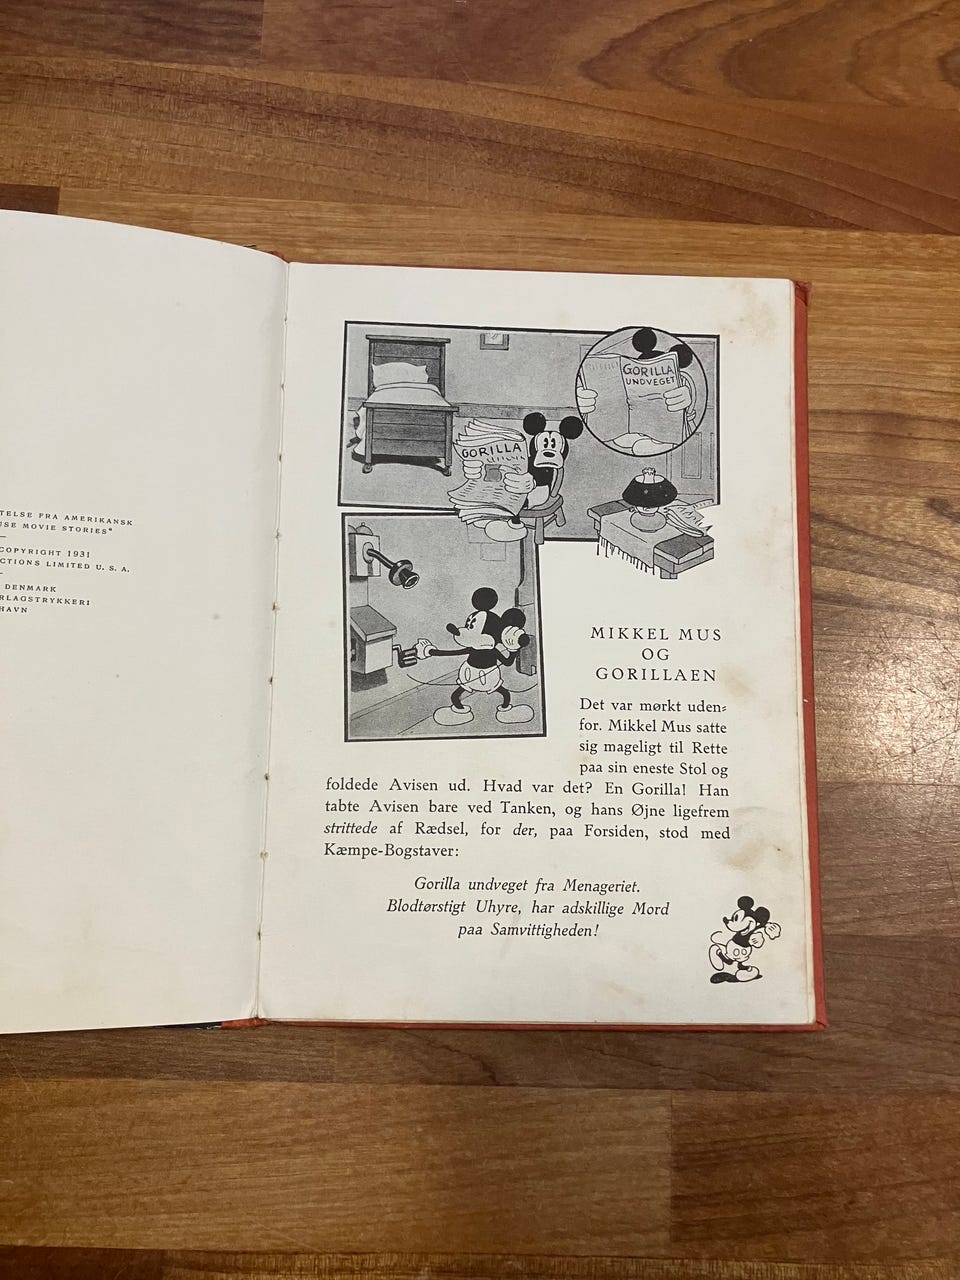 TELSE FRA AMERIKANSK
SE MOVIE STORIES"
COPYRIGHT 1931
CTIONS LIMITED U. S. A.
DENMARK
RLAGSTRYKKERI
HAVN
GORILLA
UNDVEGET
GORILLA
MIKKEL MUS
OG
GORILLAEN
Det var mørkt uden-
for. Mikkel Mus satte
sig mageligt til Rette
paa sin eneste Stol og
foldede Avisen ud. Hvad var det? En Gorilla! Han
tabte Avisen bare ved Tanken, og hans Øjne ligefrem
strittede af Rædsel, for der, paa Forsiden, stod med
Kæmpe-Bogstaver:
Gorilla undveget fra Menageriet.
Blodtørstigt Uhyre, har adskillige Mord
paa Samvittigheden!